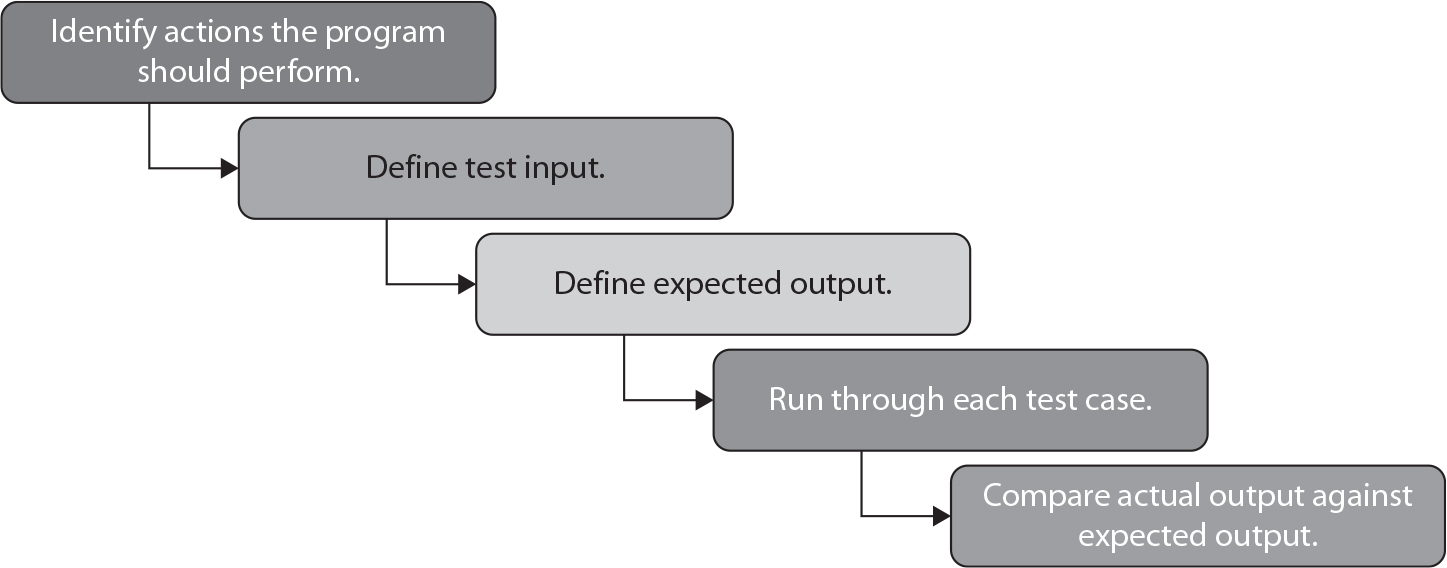 Identify actions the program
should perform.
Define test input.
Define expected output.
Run through each test case.
Compare actual output against
expected output.